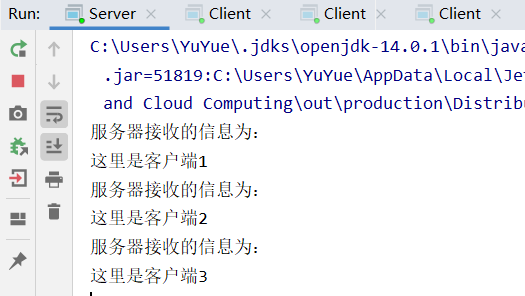 Run: Server × Client × Client × Client ×
C:\Users\YuYue\.jdks\openjdk-14.0.1\bin\java
.jar=51819:C:\Users\YuYue\AppData\Local\Jet
and Cloud Computing\out\production\Distribu
服务器接收的信息为:
这里是客户端1
服务器接收的信息为:
这里是客户端2
服务器接收的信息为:
这里是客户端3